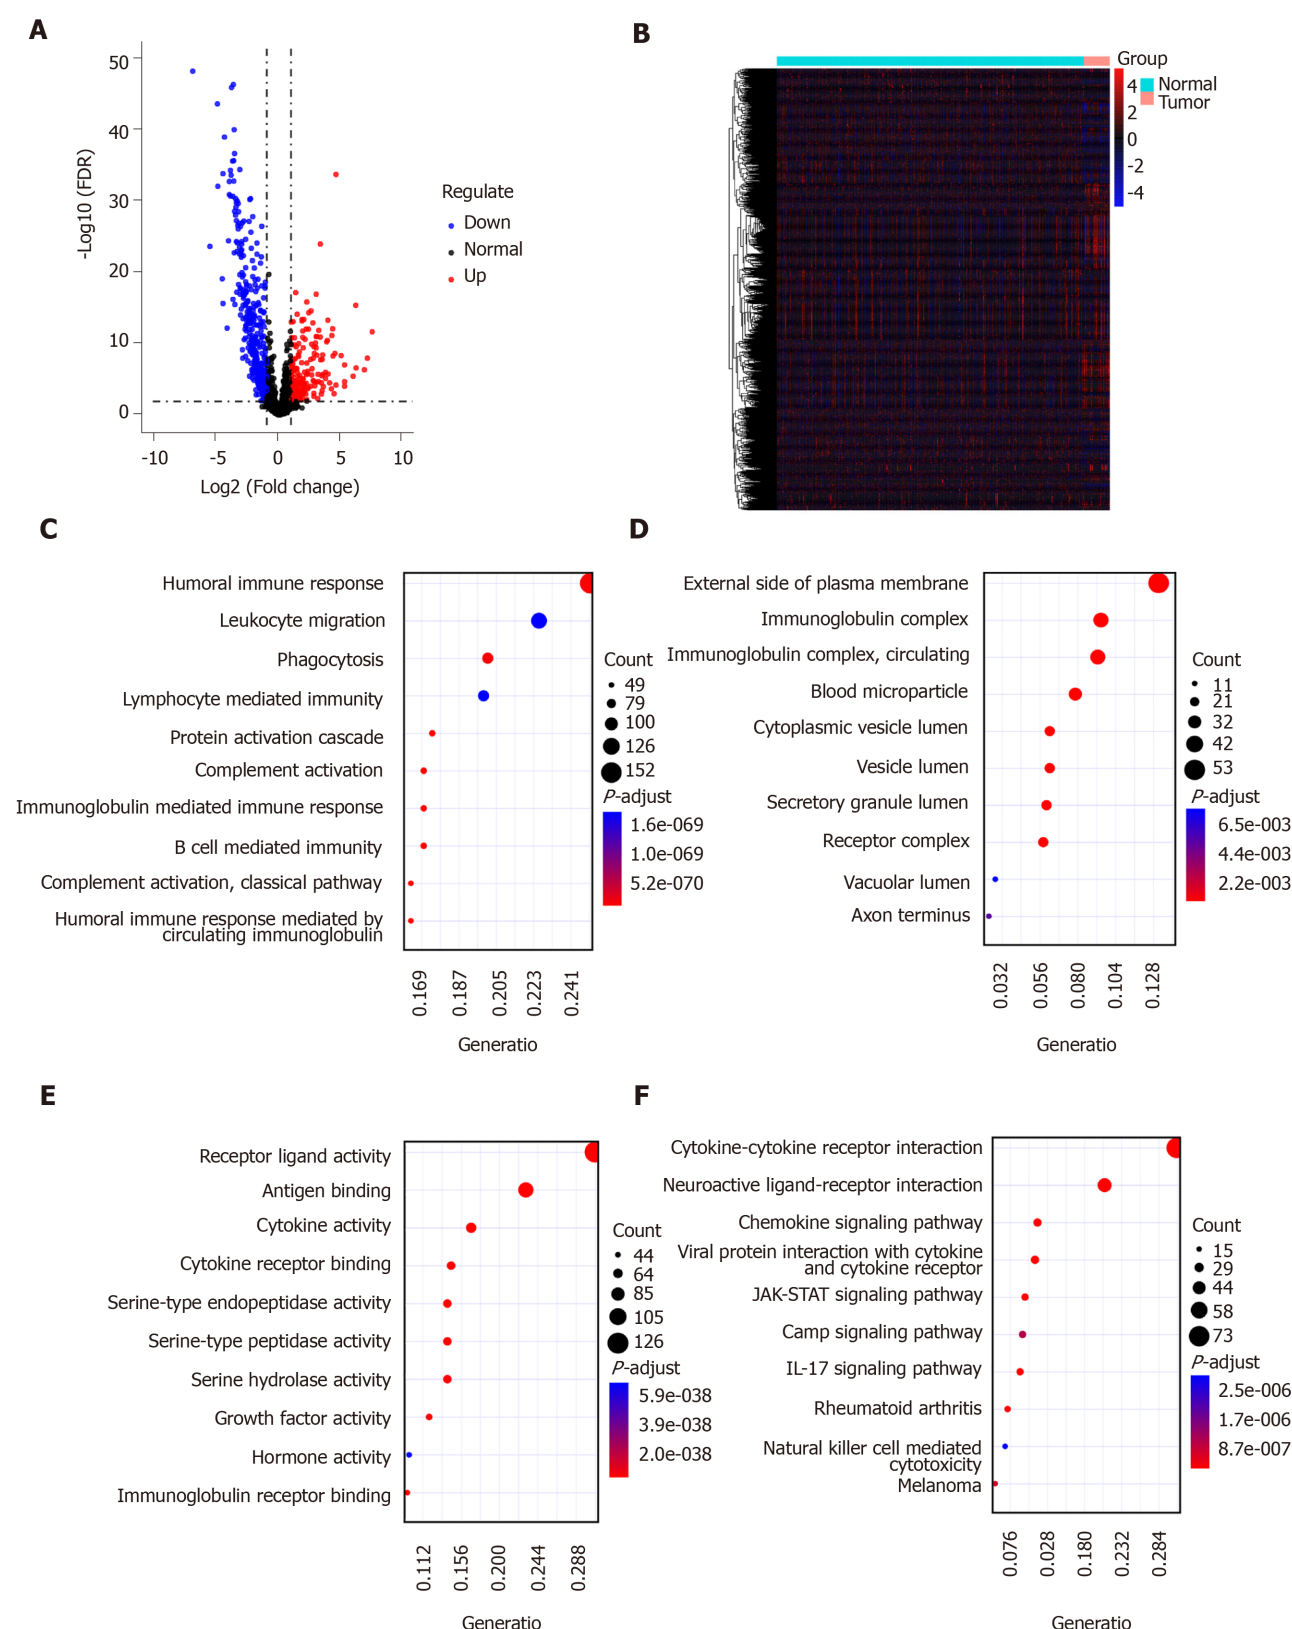 A
50
40
30
20
10
0
-Log10 (FDR)
-10
-5
0
5
10
Log2 (Fold change)
Regulate
Down
Normal
Up
B
Group
4
2
0
-2
-4
Normal
Tumor
C
Humoral immune response
Leukocyte migration
Phagocytosis
Lymphocyte mediated immunity
Protein activation cascade
Complement activation
Immunoglobulin mediated immune response
B cell mediated immunity
Complement activation, classical pathway
Humoral immune response mediated by
circulating immunoglobulin
0.169
0.187
0.205
0.223
0.241
Generatio
Count
49
79
100
126
152
P-adjust
1.6e-069
1.0e-069
5.2e-070
D
External side of plasma membrane
Immunoglobulin complex
Immunoglobulin complex, circulating
Blood microparticle
Cytoplasmic vesicle lumen
Vesicle lumen
Secretory granule lumen
Receptor complex
Vacuolar lumen
Axon terminus
0.032
0.056
0.080
0.104
0.128
Generatio
Count
11
21
32
42
53
P-adjust
6.5e-003
4.4e-003
2.2e-003
E
Receptor ligand activity
Antigen binding
Cytokine activity
Cytokine receptor binding
Serine-type endopeptidase activity
Serine-type peptidase activity
Serine hydrolase activity
Growth factor activity
Hormone activity
Immunoglobulin receptor binding
0.112
0.156
0.200
0.244
0.288
Generatio
Count
44
64
85
105
126
P-adjust
5.9e-038
3.9e-038
2.0e-038
F
Cytokine-cytokine receptor interaction
Neuroactive ligand-receptor interaction
Chemokine signaling pathway
Viral protein interaction with cytokine
and cytokine receptor
JAK-STAT signaling pathway
Camp signaling pathway
IL-17 signaling pathway
Rheumatoid arthritis
Natural killer cell mediated
cytotoxicity
Melanoma
0.076
0.028
0.180
0.232
0.284
Generatio
Count
15
29
44
58
73
P-adjust
2.5e-006
1.7e-006
8.7e-007